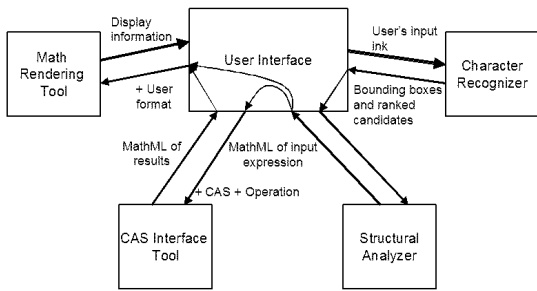 Display
information
User's input
ink
Math
Rendering
Tool
User Interface
Character
Recognizer
+ User
format
Bounding boxes
and ranked
candidates
MathML of
results
MathML of input
expression
+ CAS + Operation
CAS Interface
Tool
Structural
Analyzer